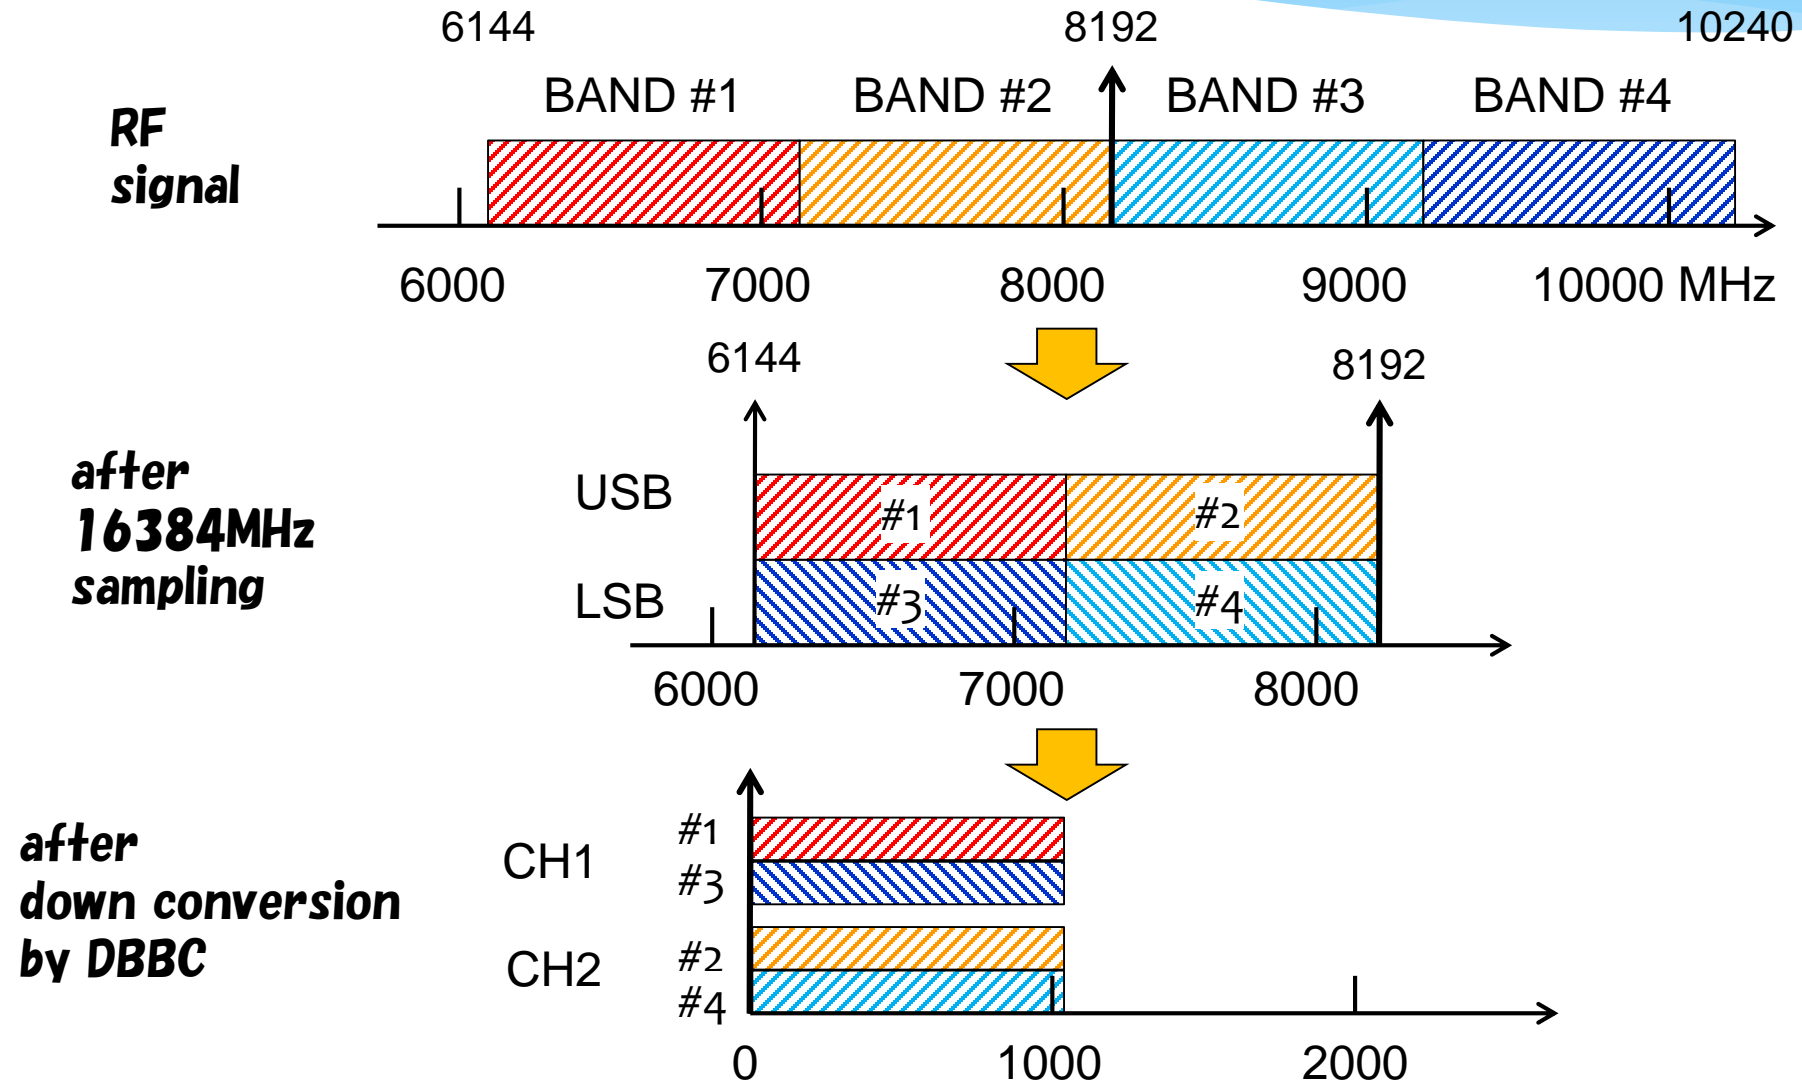 6144 8192 10240
BAND #1 BAND #2 BAND #3 BAND #4
RF
signal
6000 7000 8000 9000 10000 MHz
6144 8192
after
16384MHz
sampling
USB #1 #2
LSB #3 #4
6000 7000 8000
after
down conversion
by DBBC
CH1
#1
#3
CH2
#2
#4
0 1000 2000